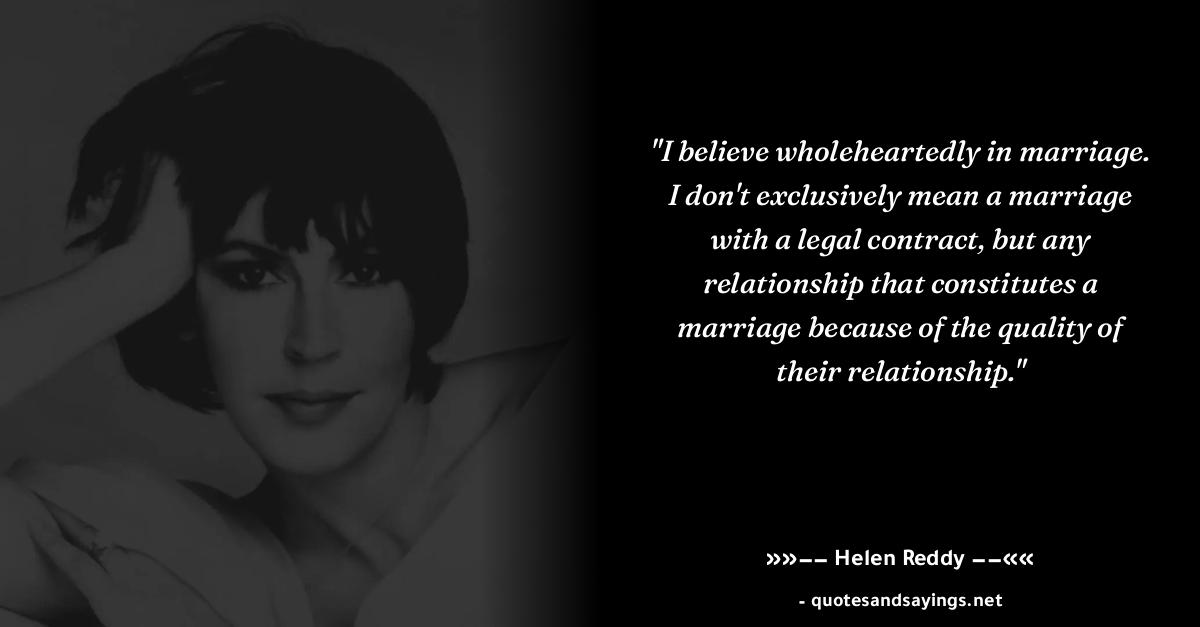 "I believe wholeheartedly in marriage.
I don't exclusively mean a marriage
with a legal contract, but any
relationship that constitutes a
marriage because of the quality of
their relationship."
»»–– Helen Reddy ––««
- quotesandsayings.net